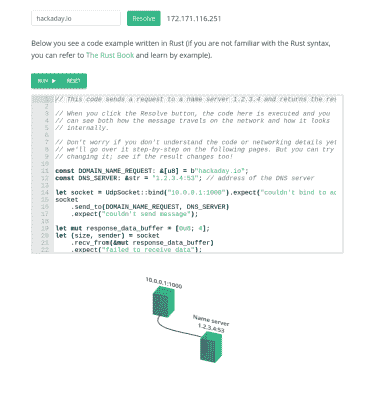 hackaday.io Resolve 172.171.116.251
Below you see a code example written in Rust (if you are not familiar with the Rust syntax,
you can refer to The Rust Book and learn by example).
RUN RESET
1 // This code sends a request to a name server 1.2.3.4 and returns the res
2
3 // When you click the Resolve button, the code here is executed and you
4 // can see both how the message travels on the network and how it looks
5 // internally.
6
7 // Don't worry if you don't understand the code or networking details yet
8 // we'll go over it step-by-step on the following pages. But you can try
9 // changing it; see if the result changes too!
10
11 const DOMAIN_NAME_REQUEST: &[u8] = b"hackaday.io";
12 const DNS_SERVER: &str = "1.2.3.4:53"; // address of the DNS server
13
14 let socket = UdpSocket::bind("10.0.0.1:1000").expect("couldn't bind to ad
15 socket
16 .send_to(DOMAIN_NAME_REQUEST, DNS_SERVER)
17 .expect("couldn't send message");
18
19 let mut response_data_buffer = [0u8; 4];
20 let (size, sender) = socket
21 .recv_from(&mut response_data_buffer)
22 .expect("failed to receive data");
10.0.0.1:1000
Name server
1.2.3.4:53